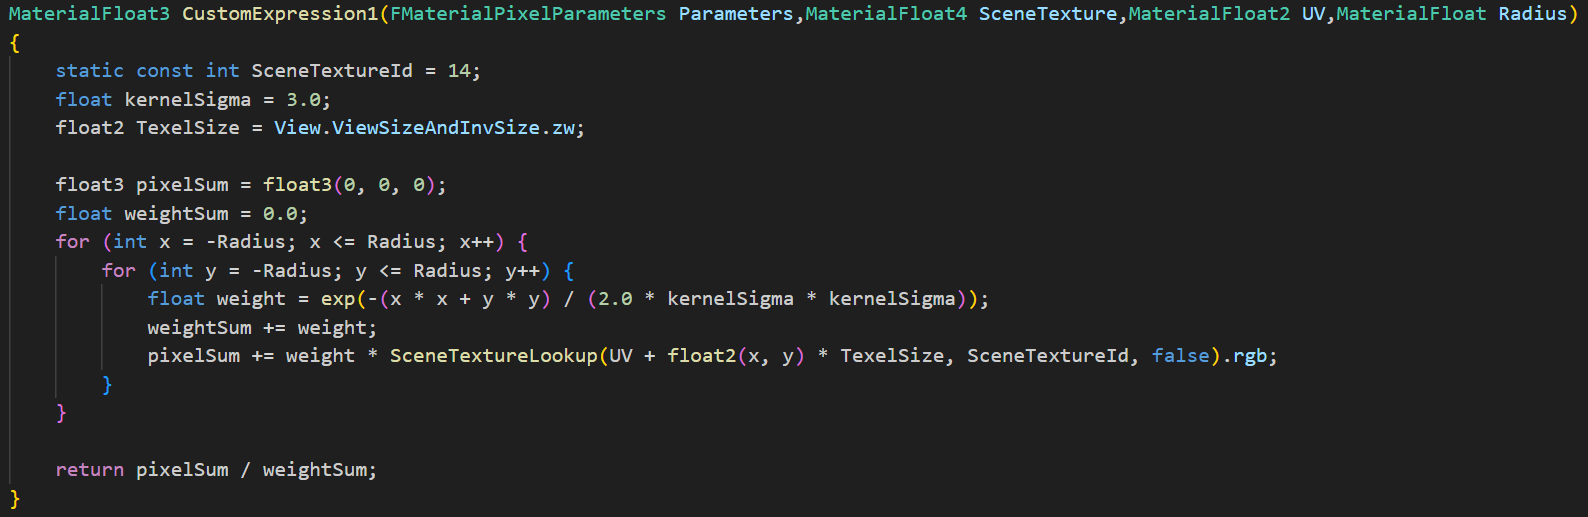 MaterialFloat3 CustomExpression1(FMaterialPixelParameters Parameters,MaterialFloat4 SceneTexture,MaterialFloat2 UV,MaterialFloat Radius)
{
    static const int SceneTextureId = 14;
    float kernelSigma = 3.0;
    float2 TexelSize = View.ViewSizeAndInvSize.zw;

    float3 pixelSum = float3(0, 0, 0);
    float weightSum = 0.0;
    for (int x = -Radius; x <= Radius; x++) {
        for (int y = -Radius; y <= Radius; y++) {
            float weight = exp(-(x * x + y * y) / (2.0 * kernelSigma * kernelSigma));
            weightSum += weight;
            pixelSum += weight * SceneTextureLookup(UV + float2(x, y) * TexelSize, SceneTextureId, false).rgb;
        }
    }

    return pixelSum / weightSum;
}